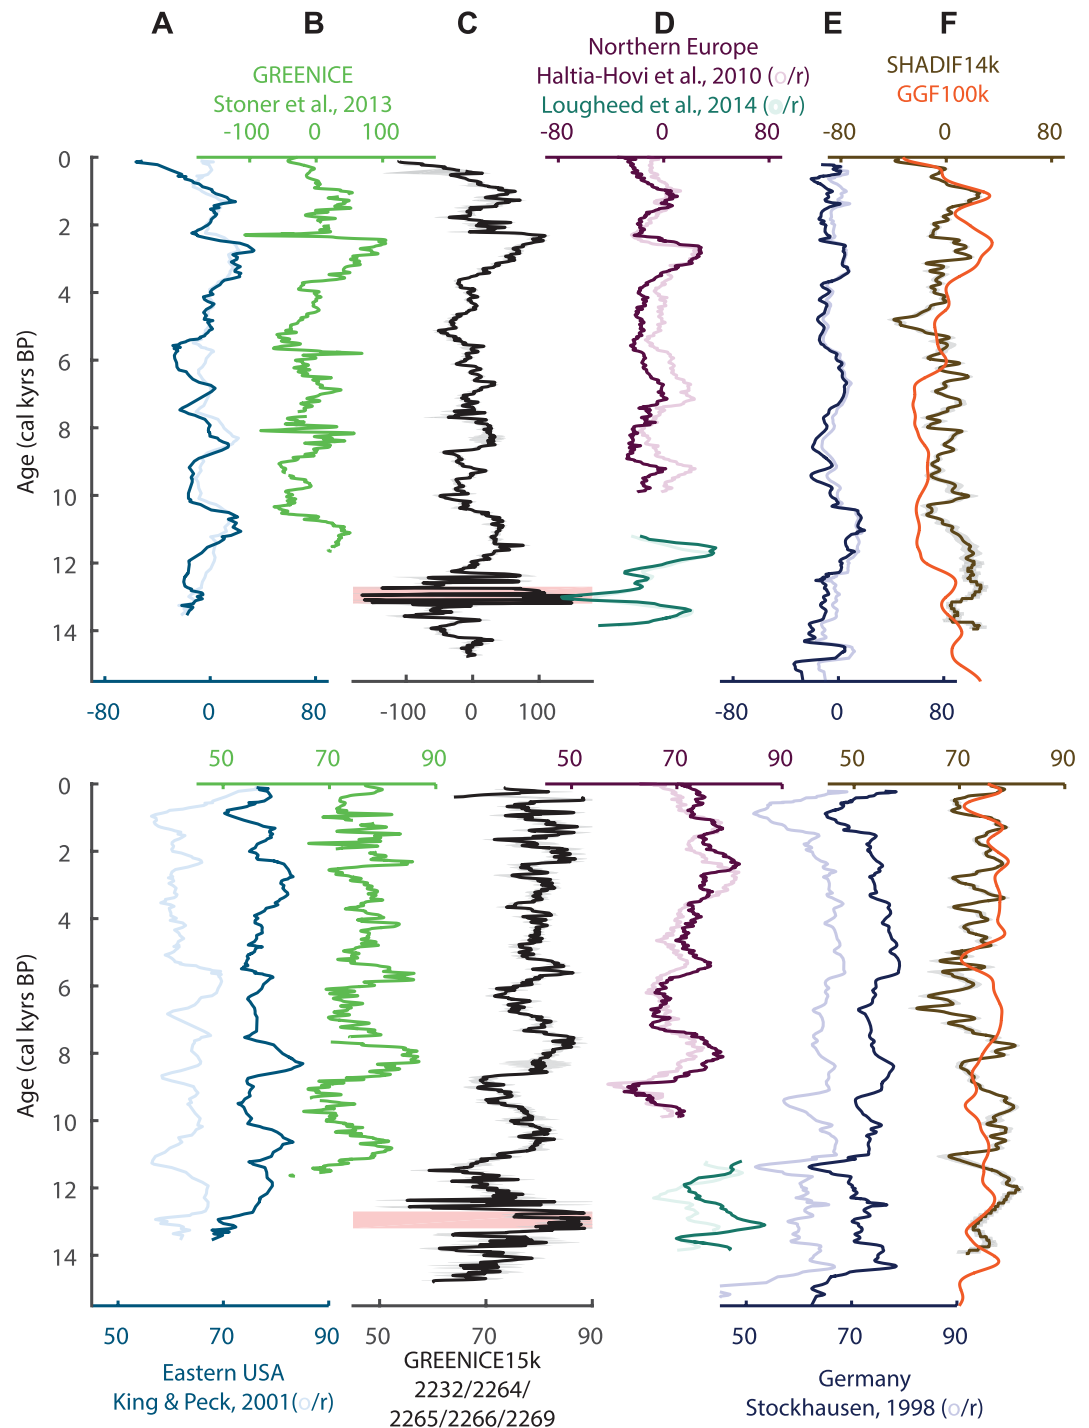 A B C D E F
Northern Europe
Haltia-Hovi et al., 2010 (o/r)
Lougheed et al., 2014 (o/r)
GREENICE
Stoner et al., 2013
SHADIF14k
GGF100k
-100 0 100
-80 0 80
-80 0 80
0
2
4
6
8
10
12
14
Age (cal kyrs BP)
-80 0 80
-100 0 100
-80 0 80
50 70 90
50 70 90
50 70 90
0
2
4
6
8
10
12
14
Age (cal kyrs BP)
50 70 90
50 70 90
50 70 90
Eastern USA
King & Peck, 2001(o/r)
GREENICE15k
2232/2264/
2265/2266/2269
Germany
Stockhausen, 1998 (o/r)